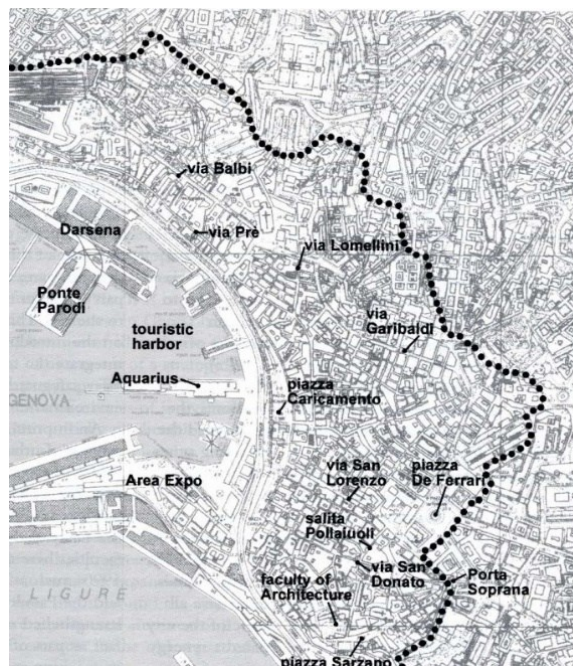 via Balbi
Darsena
via Prè
via Lomellini
Ponte
Parodi
via
Garibaldi
touristic
harbor
Aquarius
piazza
Caricamento
GENOVA
via San
Lorenzo
piazza
De Ferrari
Area Expo
salita
Pollaiuoli
via San
Donato
faculty of
Architecture
Porta
Soprana
LIGURE
piazza Sarzano